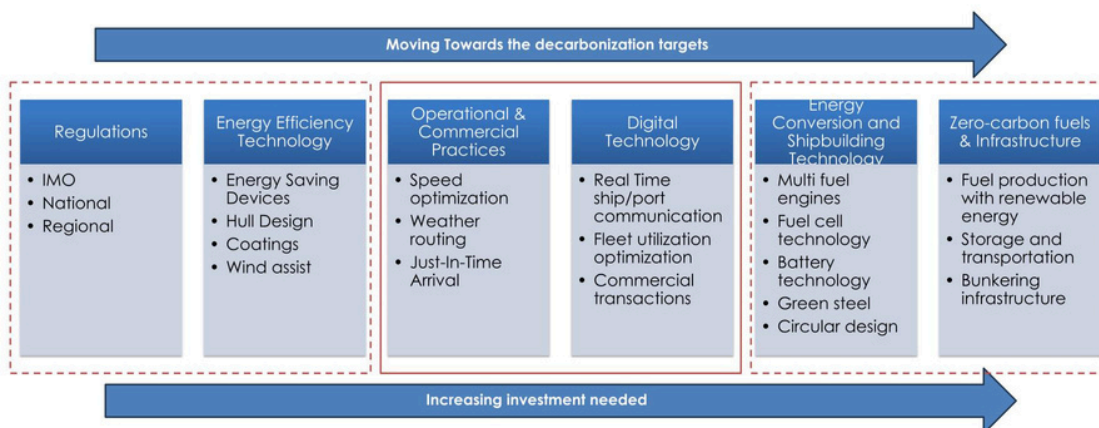 Moving Towards the decarbonization targets
Regulations
• IMO
• National
• Regional
Energy Efficiency
Technology
• Energy Saving
Devices
• Hull Design
• Coatings
• Wind assist
Operational &
Commercial
Practices
• Speed
optimization
• Weather
routing
• Just-In-Time
Arrival
Digital
Technology
• Real Time
ship/port
communication
• Fleet utilization
optimization
• Commercial
transactions
Energy
Conversion and
Shipbuilding
Technology
• Multi fuel
engines
• Fuel cell
technology
• Battery
technology
• Green steel
• Circular design
Zero-carbon fuels
& Infrastructure
• Fuel production
with renewable
energy
• Storage and
transportation
• Bunkering
infrastructure
Increasing investment needed